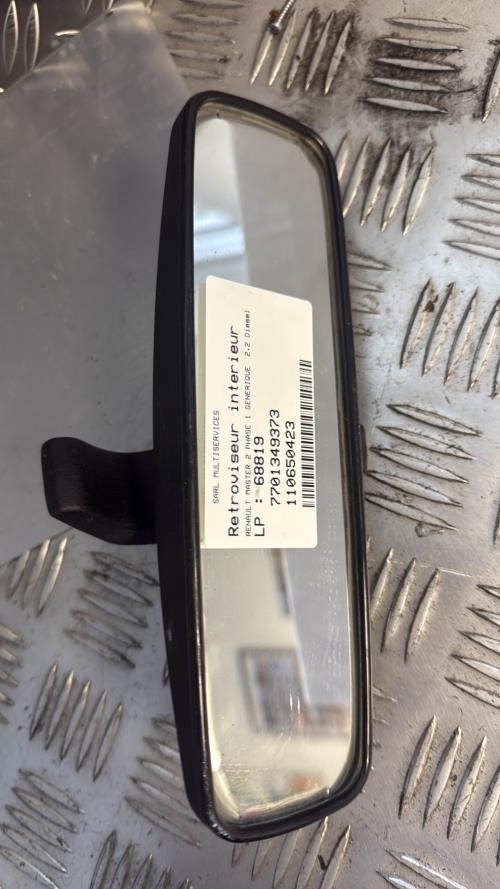 SARL MULTISERVICES
Retroviseur interieur
RENAULT MASTER 2 PHASE 1 GENERIQUE 2.2 Diesel
LP : 68819
7701349373
110650423